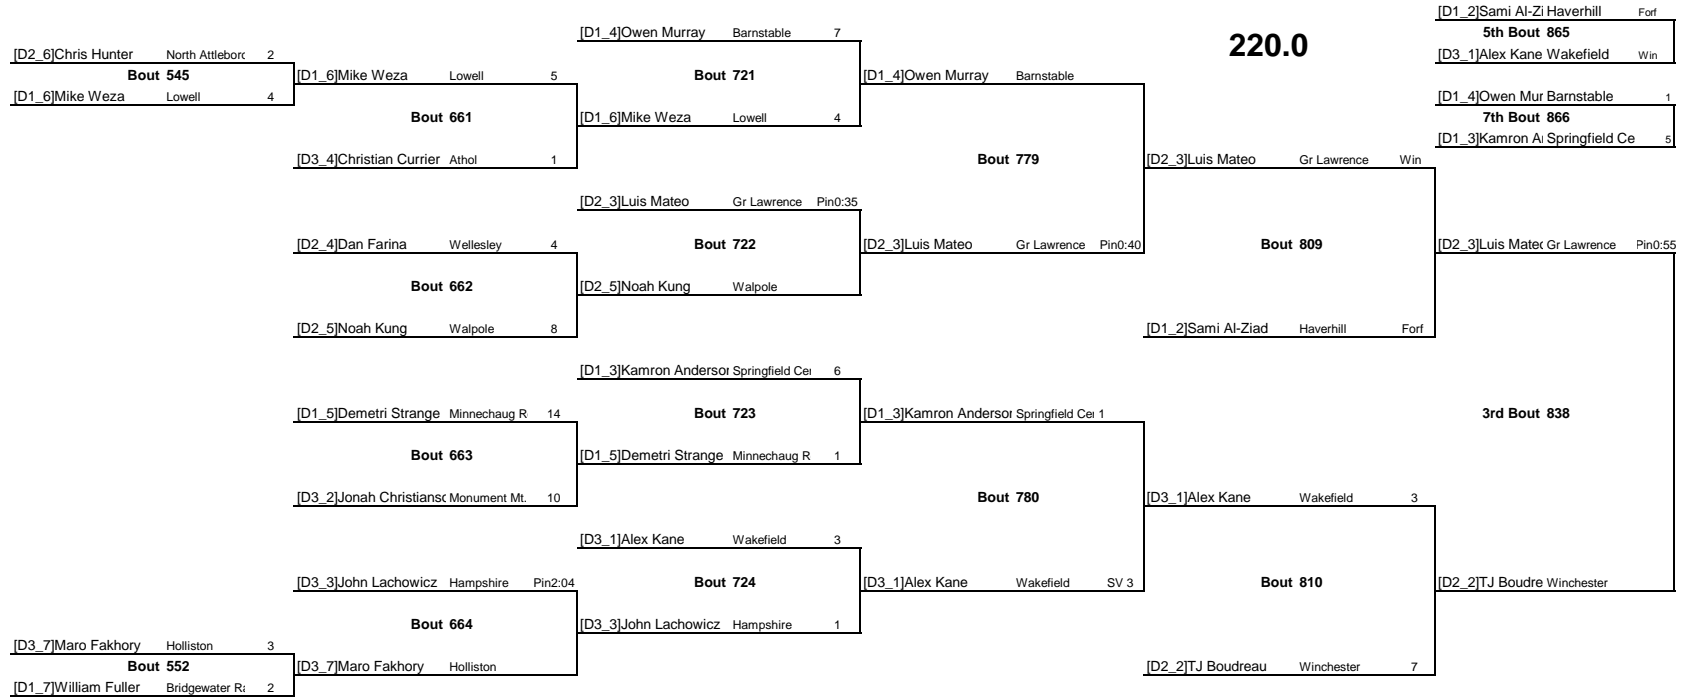 [D1_2]Sami Al-Zi Haverhill Forf
[D1_4]Owen Murray Barnstable 7
5th Bout 865
220.0
[D2_6]Chris Hunter North Attleborc 2
[D3_1]Alex Kane Wakefield Win
Bout 545
[D1_6]Mike Weza Lowell 5
Bout 721
[D1_4]Owen Murray Barnstable
[D1_6]Mike Weza Lowell 4
[D1_4]Owen Mur Barnstable 1
Bout 661
[D1_6]Mike Weza Lowell 4
7th Bout 866
[D1_3]Kamron Ai Springfield Ce 5
[D3_4]Christian Currier Athol 1
Bout 779
[D2_3]Luis Mateo Gr Lawrence Win
[D2_3]Luis Mateo Gr Lawrence Pin0:35
[D2_4]Dan Farina Wellesley 4
Bout 722
[D2_3]Luis Mateo Gr Lawrence Pin0:40
Bout 809
[D2_3]Luis Matec Gr Lawrence Pin0:55
Bout 662
[D2_5]Noah Kung Walpole
[D2_5]Noah Kung Walpole 8
[D1_2]Sami Al-Ziad Haverhill Forf
[D1_3]Kamron Andersor Springfield Cei 6
[D1_5]Demetri Strange Minnechaug R 14
Bout 723
[D1_3]Kamron Andersor Springfield Cei 1
3rd Bout 838
Bout 663
[D1_5]Demetri Strange Minnechaug R 1
[D3_2]Jonah Christiansc Monument Mt. 10
Bout 780
[D3_1]Alex Kane Wakefield 3
[D3_1]Alex Kane Wakefield 3
[D3_3]John Lachowicz Hampshire Pin2:04
Bout 724
[D3_1]Alex Kane Wakefield SV 3
Bout 810
[D2_2]TJ Boudre Winchester
Bout 664
[D3_3]John Lachowicz Hampshire 1
[D3_7]Maro Fakhory Holliston 3
Bout 552
[D3_7]Maro Fakhory Holliston
[D2_2]TJ Boudreau Winchester 7
[D1_7]William Fuller Bridgewater Ra 2